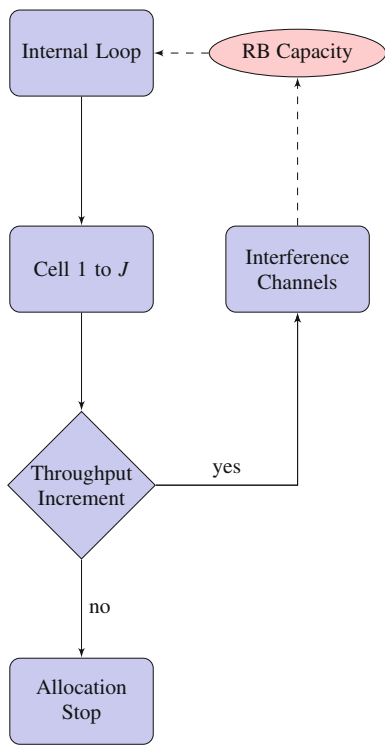 Internal Loop
RB Capacity
Cell 1 to J
Interference
Channels
Throughput
Increment
yes
no
Allocation
Stop